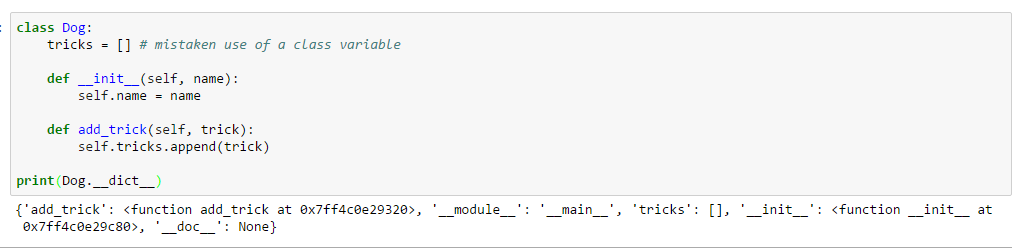 class Dog:
    tricks = [] # mistaken use of a class variable
    def __init__(self, name):
        self.name = name
    def add_trick(self, trick):
        self.tricks.append(trick)
print(Dog.__dict__)
{'add_trick': <function add_trick at 0x7ff4c0e29320>, '__module__': '__main__', 'tricks': [], '__init__': <function __init__ at
0x7ff4c0e29c80>, '__doc__': None}